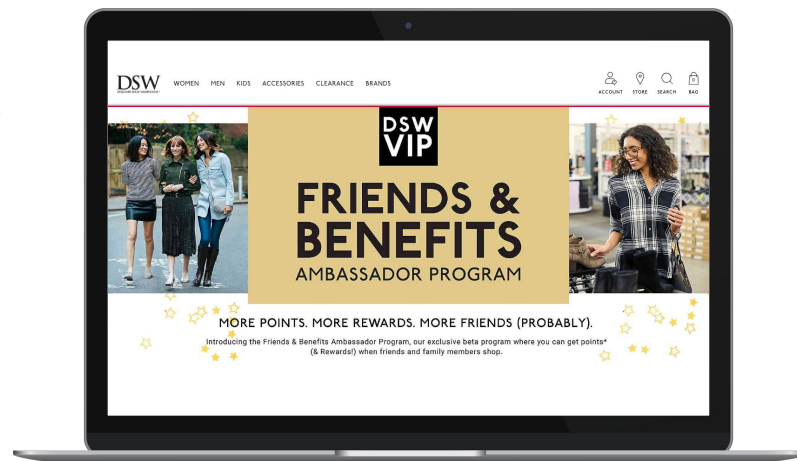 DSW
WOMEN MEN KIDS ACCESSORIES CLEARANCE BRANDS
ACCOUNT STORE SEARCH BAG
0
DSW
VIP
FRIENDS &
BENEFITS
AMBASSADOR PROGRAM
MORE POINTS. MORE REWARDS. MORE FRIENDS (PROBABLY).
Introducing the Friends & Benefits Ambassador Program, our exclusive beta program where you can get points*
(& Rewards!) when friends and family members shop.